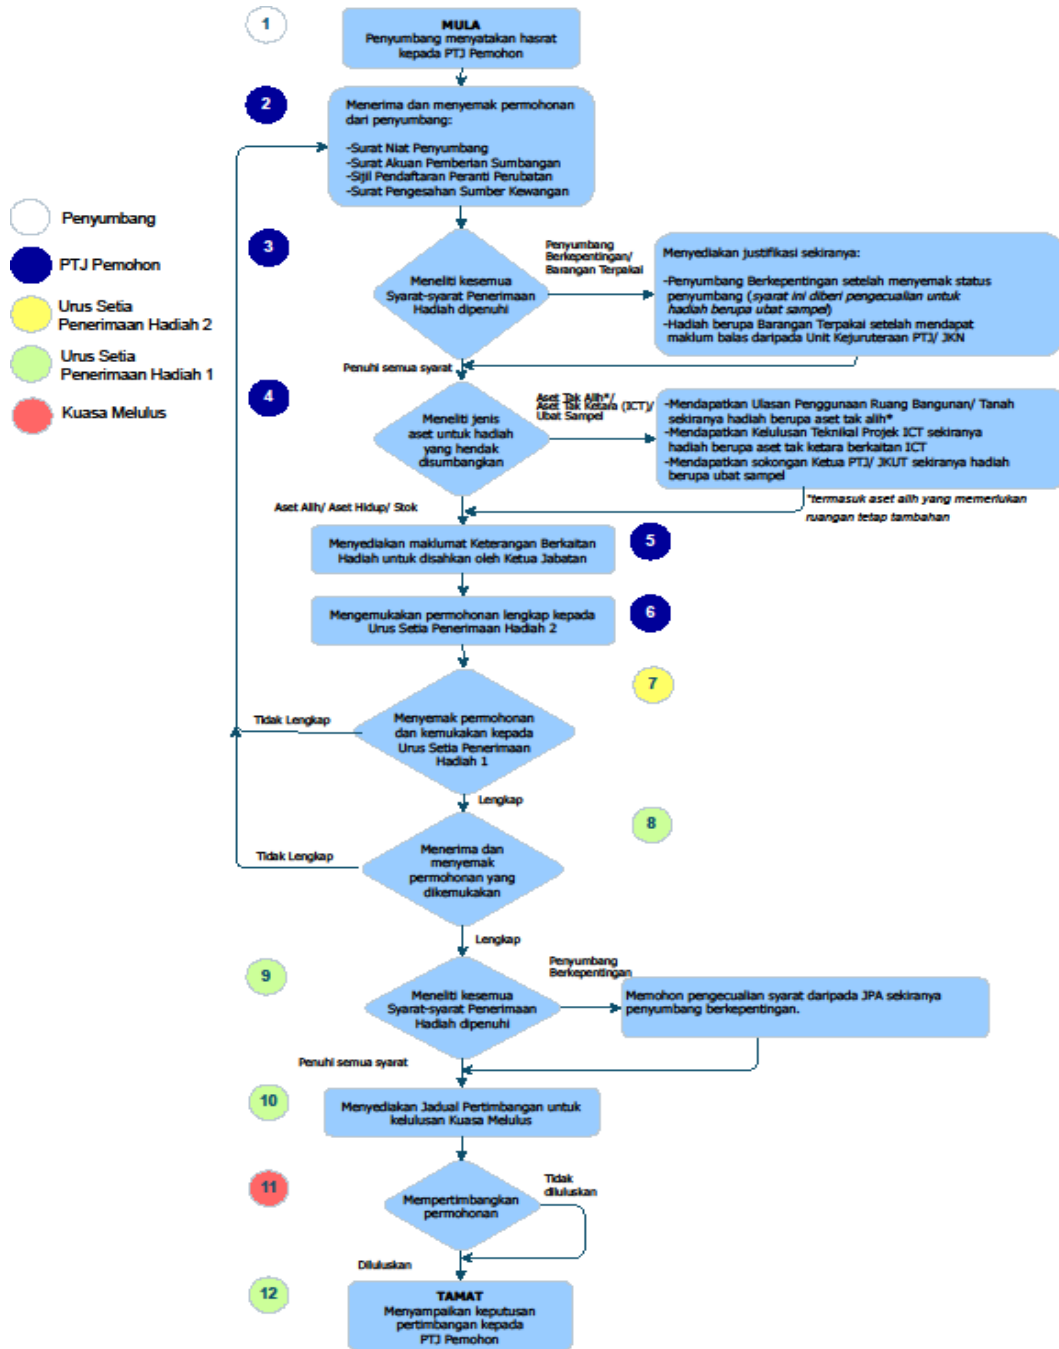 1
MULA
Penyumbang menyatakan hasrat
kepada PTJ Pemohon
2
Menerima dan menyemak permohonan
dari penyumbang:
-Surat Niat Penyumbang
-Surat Akuan Pemberian Sumbangan
-Sijil Pendaftaran Peranti Perubatan
-Surat Pengesahan Sumber Kewangan
Penyumbang
PTJ Pemohon
Urus Setia
Penerimaan Hadiah 2
Urus Setia
Penerimaan Hadiah 1
Kuasa Melulus
3
Meneliti kesemua
Syarat-syarat Penerimaan
Hadiah dipenuhi
Penyumbang
Berkepentingan/
Barangan Terpakai
Menyediakan justifikasi sekiranya:
-Penyumbang Berkepentingan setelah menyemak status
penyumbang (syarat ini diberi pengecualian untuk
hadiah berupa ubat sampel)
-Hadiah berupa Barangan Terpakai setelah mendapat
maklum balas daripada Unit Kejuruteraan PTJ/ JKN
Penuhi semua syarat
4
Meneliti jenis
aset untuk hadiah
yang hendak
disumbangkan
Aset Tak Alih*/
Aset Tak Ketara (ICT)/
Ubat Sampel
-Mendapatkan Ulasan Penggunaan Ruang Bangunan/ Tanah
sekiranya hadiah berupa aset tak alih*
-Mendapatkan Kelulusan Teknikal Projek ICT sekiranya
hadiah berupa aset tak ketara berkaitan ICT
-Mendapatkan sokongan Ketua PTJ/ JKUT sekiranya hadiah
berupa ubat sampel
*termasuk aset alih yang memerlukan
ruangan tetap tambahan
Aset Alih/ Aset Hidup/ Stok
Menyediakan maklumat Keterangan Berkaitan
Hadiah untuk disahkan oleh Ketua Jabatan
5
Mengemukakan permohonan lengkap kepada
Urus Setia Penerimaan Hadiah 2
6
7
Menyemak permohonan
dan kemukakan kepada
Urus Setia Penerimaan
Hadiah 1
Tidak Lengkap
Lengkap
8
Menerima dan
menyemak
permohonan yang
dikemukakan
Tidak Lengkap
Lengkap
9
Meneliti kesemua
Syarat-syarat Penerimaan
Hadiah dipenuhi
Penyumbang
Berkepentingan
Memohon pengecualian syarat daripada JPA sekiranya
penyumbang berkepentingan.
Penuhi semua syarat
10
Menyediakan Jadual Pertimbangan untuk
kelulusan Kuasa Melulus
11
Mempertimbangkan
permohonan
Tidak
diluluskan
Diluluskan
12
TAMAT
Menyampaikan keputusan
pertimbangan kepada
PTJ Pemohon